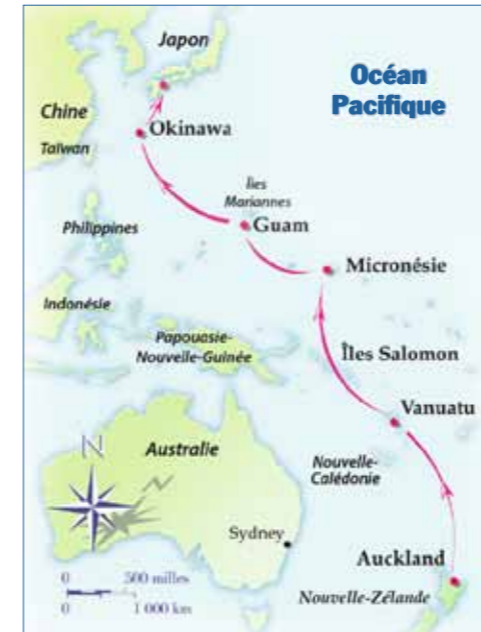 Japon
Océan
Pacifique
Chine
Okinawa
Taïwan
Îles
Mariannes
Philippines
Guam
Micronésie
Indonésie
Papouasie-
Nouvelle-Guinée
Îles Salomon
Vanuatu
N
Australie
Nouvelle-
Calédonie
Sydney
Auckland
0 500 milles
0 1 000 km
Nouvelle-Zélande